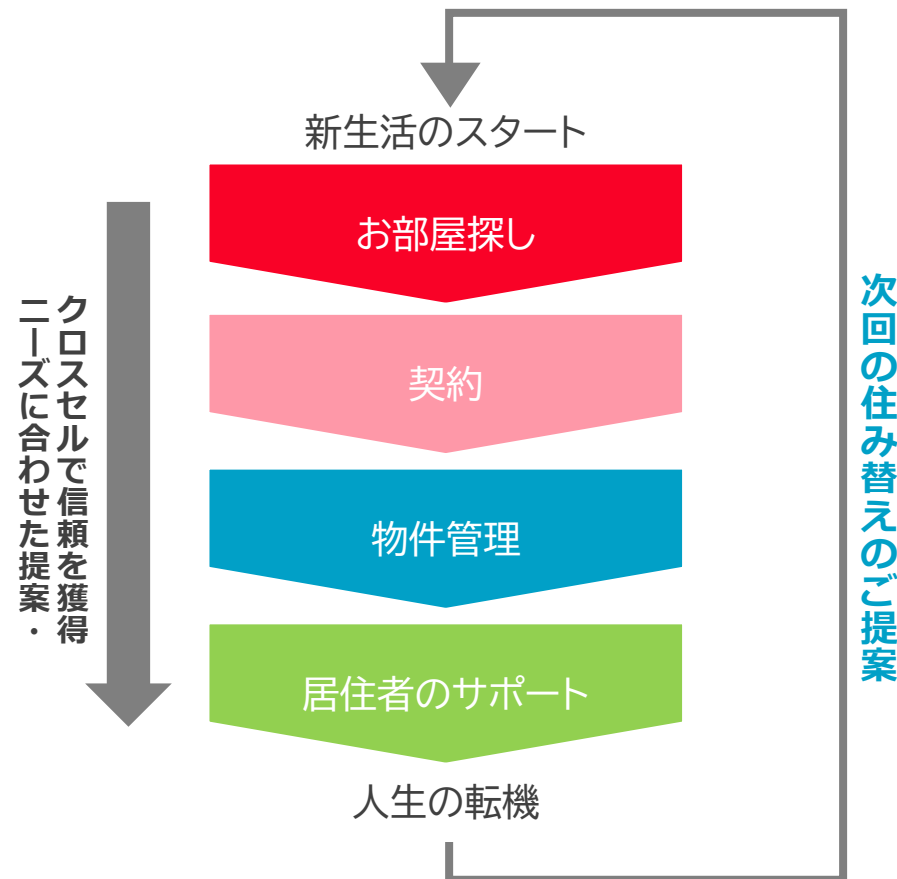 新生活のスタート
お部屋探し
契約
物件管理
居住者のサポート
人生の転機
クロスセルで信頼を獲得
ニーズに合わせた提案・
次回の住み替えのご提案